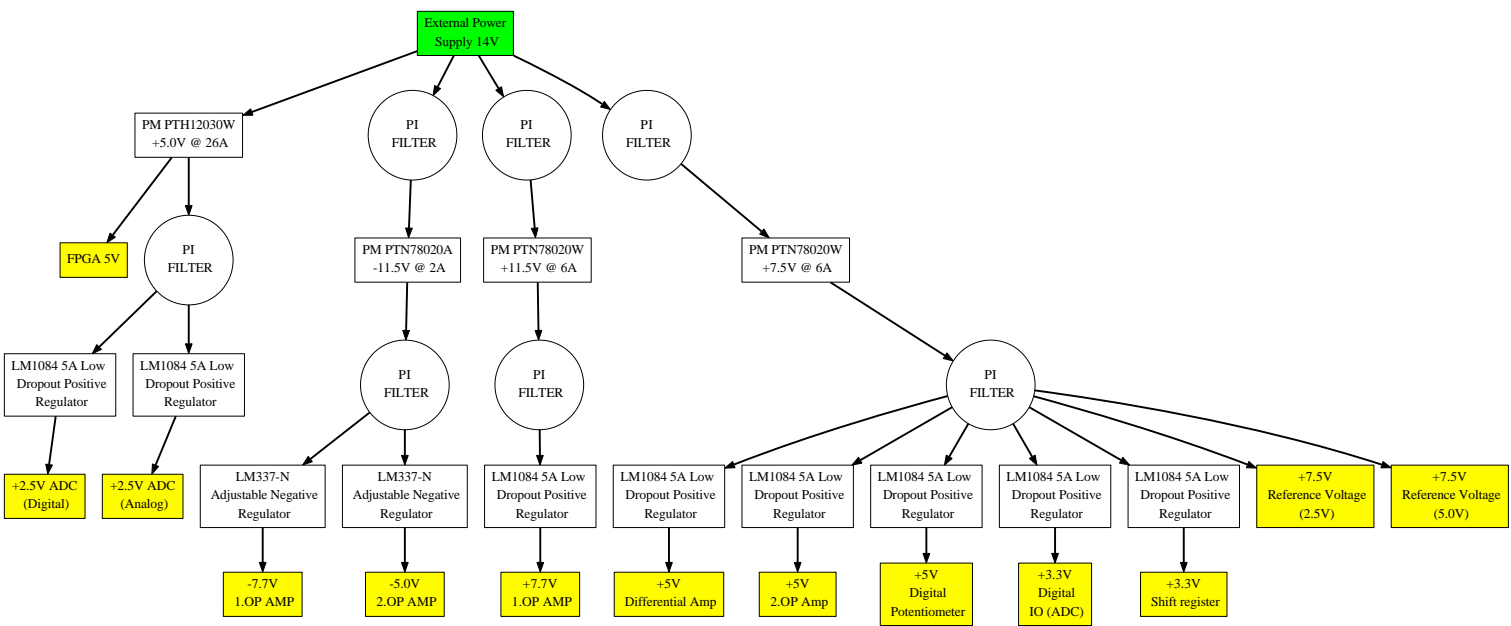 External Power
Supply 14V
PM PTH12030W
+5.0V @ 26A
PI
FILTER
PI
FILTER
PI
FILTER
FPGA 5V
PI
FILTER
PM PTN78020A
-11.5V @ 2A
PM PTN78020W
+11.5V @ 6A
PM PTN78020W
+7.5V @ 6A
LM1084 5A Low
Dropout Positive
Regulator
LM1084 5A Low
Dropout Positive
Regulator
PI
FILTER
PI
FILTER
PI
FILTER
+2.5V ADC
(Digital)
+2.5V ADC
(Analog)
LM337-N
Adjustable Negative
Regulator
LM337-N
Adjustable Negative
Regulator
LM1084 5A Low
Dropout Positive
Regulator
LM1084 5A Low
Dropout Positive
Regulator
LM1084 5A Low
Dropout Positive
Regulator
LM1084 5A Low
Dropout Positive
Regulator
LM1084 5A Low
Dropout Positive
Regulator
LM1084 5A Low
Dropout Positive
Regulator
+7.5V
Reference Voltage
(2.5V)
+7.5V
Reference Voltage
(5.0V)
-7.7V
1.OP AMP
-5.0V
2.OP AMP
+7.7V
1.OP AMP
+5V
Differential Amp
+5V
2.OP Amp
+5V
Digital
Potentiometer
+3.3V
Digital
IO (ADC)
+3.3V
Shift register